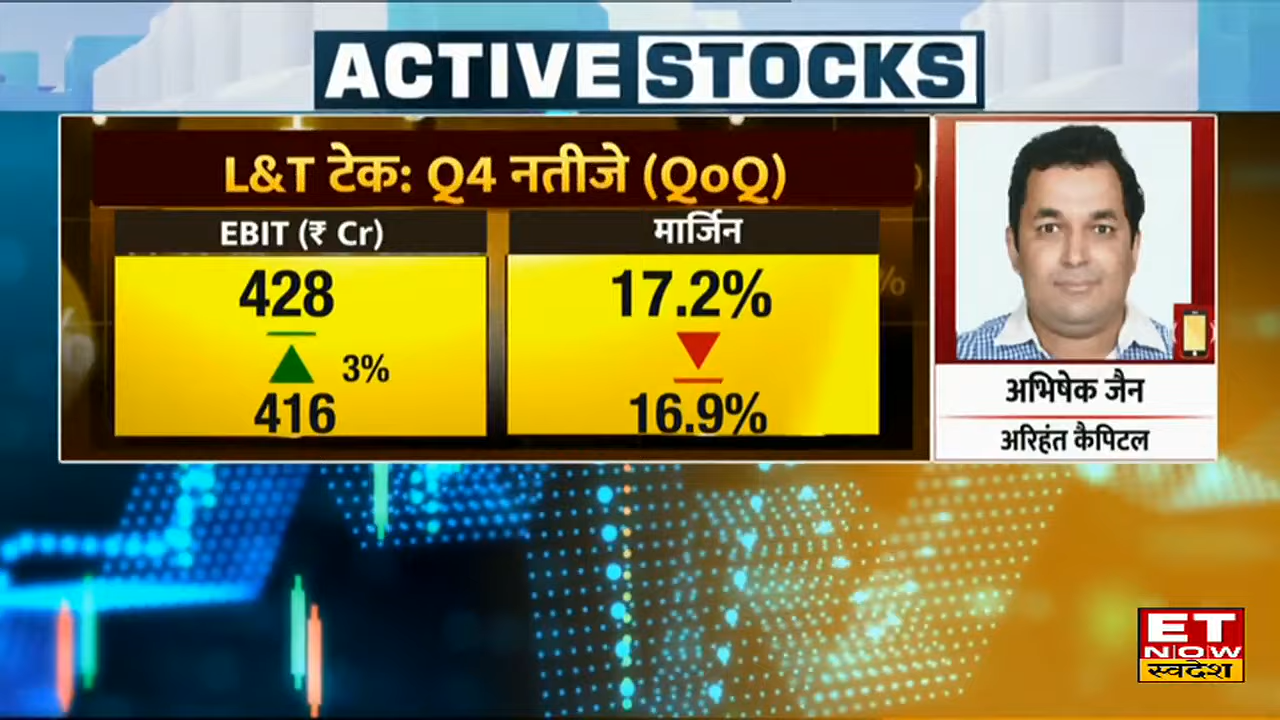 ACTIVE STOCKS
L&T टेक: Q4 नतीजे (QoQ)
EBIT (₹ Cr)
428
3%
416
मार्जिन
17.2%
16.9%
अभिषेक जैन
अरिहंत कैपिटल
ET
NOW
स्वदेश